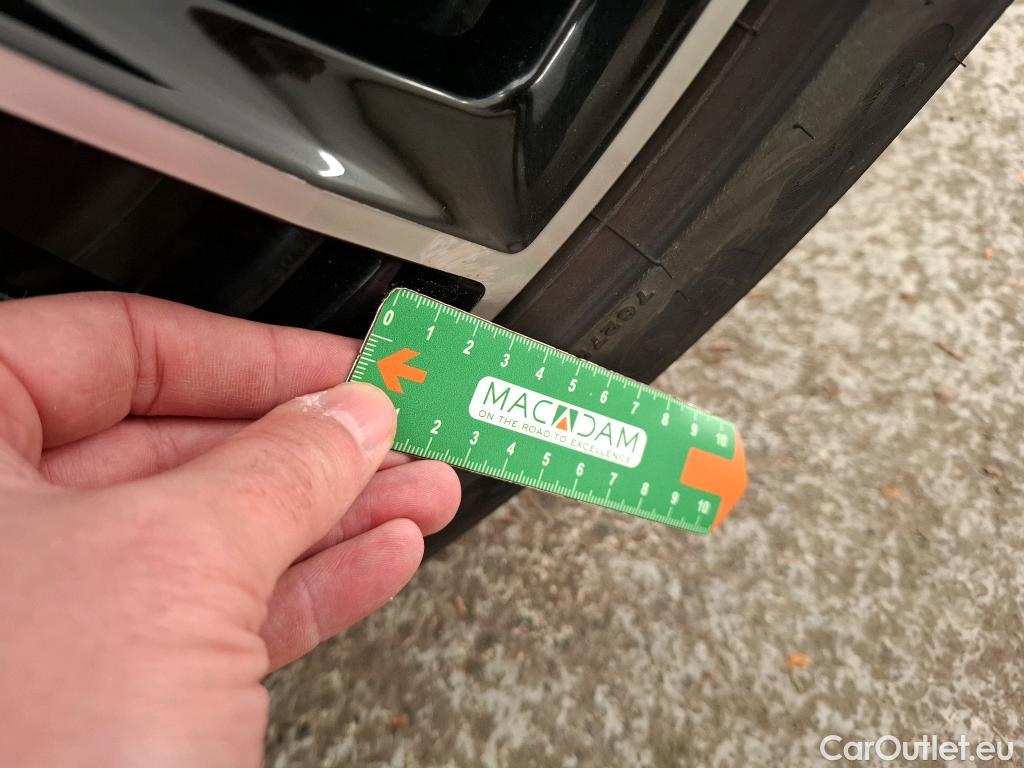 0 1 2 3 4 5 6 7 8 9 10
MACADAM
ON THE ROAD TO EXCELLENCE
1 2 3 4 5 6 7 8 9 10
CarOutlet.eu